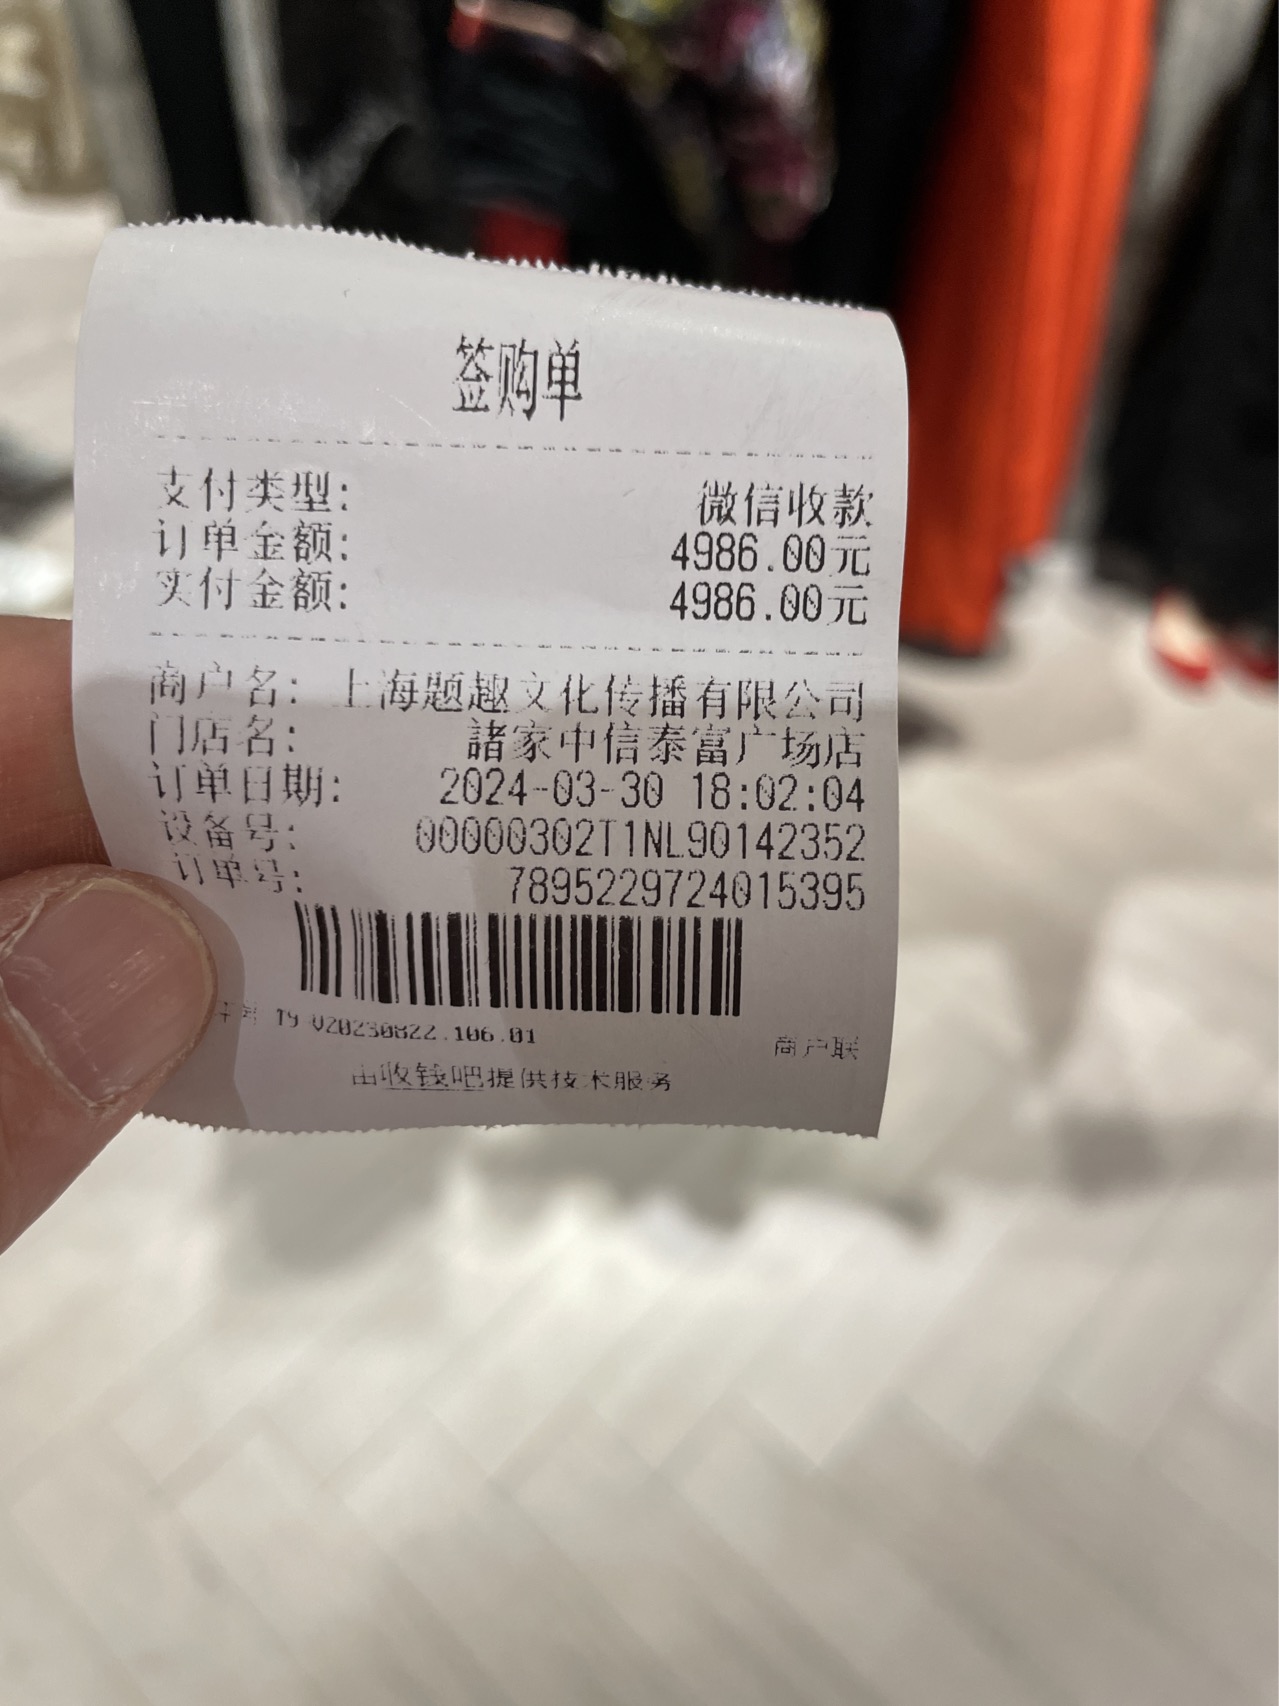 签购单
支付类型: 微信收款
订单金额: 4986.00元
实付金额: 4986.00元
商户名: 上海题趣文化传播有限公司
门店名: 諸家中信泰富广场店
订单日期: 2024-03-30 18:02:04
设备号: 00000302T1NL90142352
订单号: 7895229724015395
T9 V20230822.106.01
商户联
由收钱吧提供技术服务